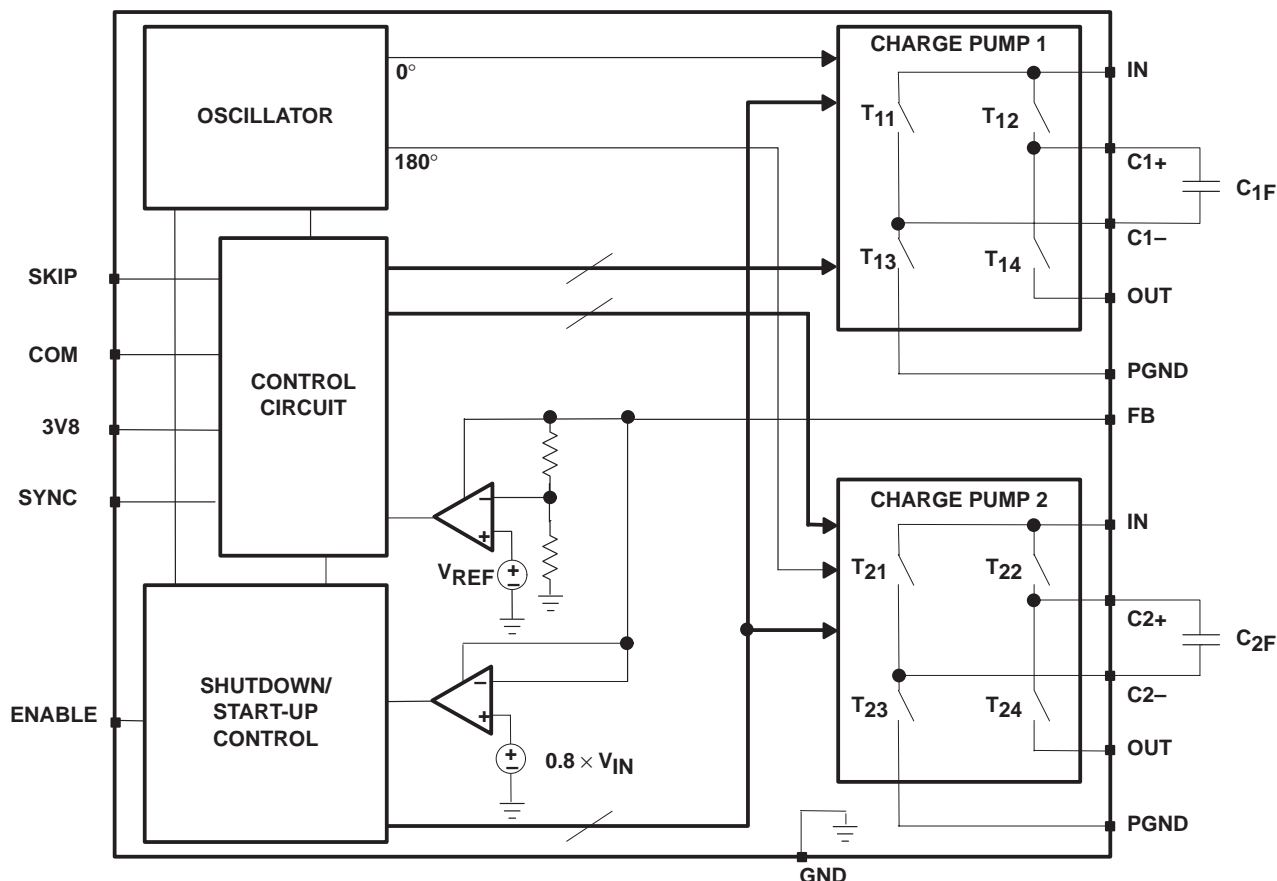 OSCILLATOR
0°
180°
CHARGE PUMP 1
T11
T12
T13
T14
IN
C1+
C1F
C1–
OUT
PGND
SKIP
COM
3V8
SYNC
CONTROL
CIRCUIT
FB
–
+
VREF
+
–
CHARGE PUMP 2
T21
T22
T23
T24
IN
C2+
C2F
C2–
OUT
PGND
ENABLE
SHUTDOWN/
START-UP
CONTROL
–
+
+
–
0.8 × VIN
GND